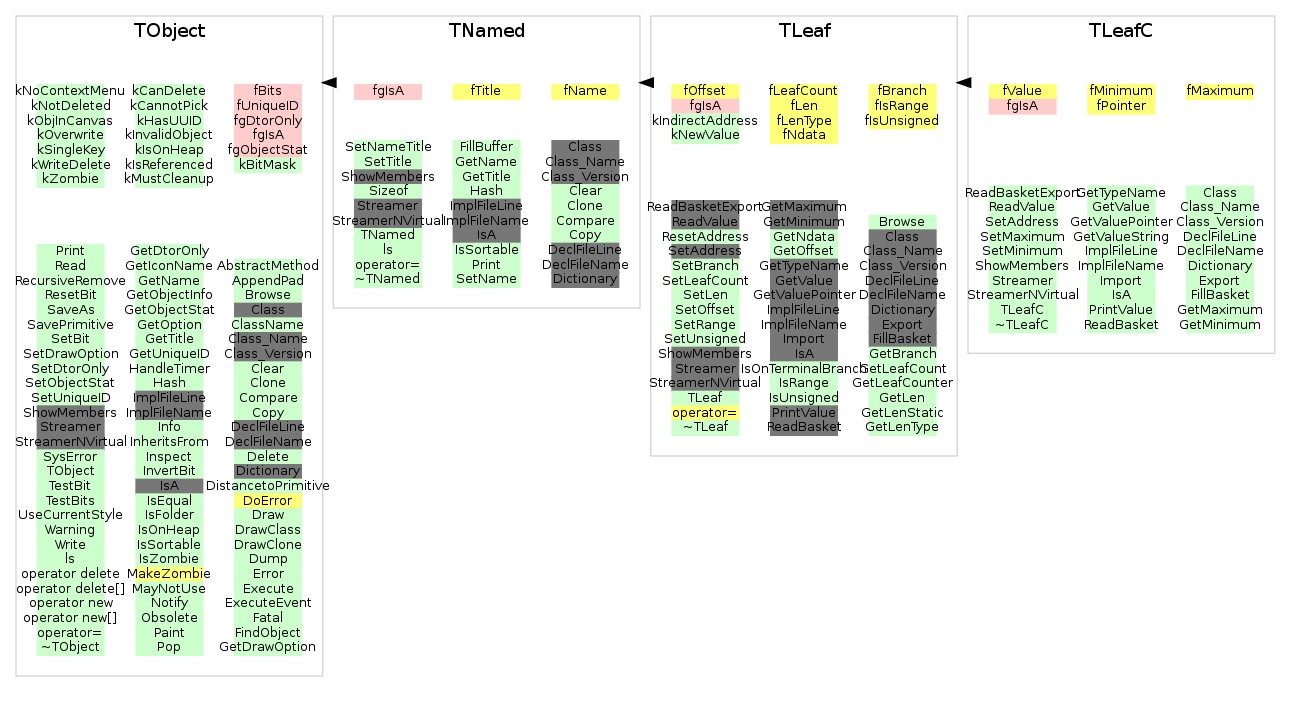 TObject
kNoContextMenu
kNotDeleted
kObjInCanvas
kOverwrite
kSingleKey
kWriteDelete
kZombie
kCanDelete
kCannotPick
kHasUUID
kInvalidObject
kIsOnHeap
kIsReferenced
kMustCleanup
fBits
fUniqueID
fgDtorOnly
fgIsA
fgObjectStat
kBitMask
Print
Read
RecursiveRemove
ResetBit
SaveAs
SavePrimitive
SetBit
SetDrawOption
SetDtorOnly
SetObjectStat
SetUniqueID
ShowMembers
Streamer
StreamerNVirtual
SysError
TObject
TestBit
TestBits
UseCurrentStyle
Warning
Write
ls
operator delete
operator delete[]
operator new
operator new[]
operator=
~TObject
GetDtorOnly
GetIconName
GetName
GetObjectInfo
GetObjectStat
GetOption
GetTitle
GetUniqueID
HandleTimer
Hash
ImplFileLine
ImplFileName
Info
InheritsFrom
Inspect
InvertBit
IsA
IsEqual
IsFolder
IsOnHeap
IsSortable
IsZombie
MakeZombie
MayNotUse
Notify
Obsolete
Paint
Pop
AbstractMethod
AppendPad
Browse
Class
ClassName
Class_Name
Class_Version
Clear
Clone
Compare
Copy
DeclFileLine
DeclFileName
Delete
Dictionary
DistancetoPrimitive
DoError
Draw
DrawClass
DrawClone
Dump
Error
Execute
ExecuteEvent
Fatal
FindObject
GetDrawOption
TNamed
fgIsA
fTitle
fName
SetNameTitle
SetTitle
ShowMembers
Sizeof
Streamer
StreamerNVirtual
TNamed
ls
operator=
~TNamed
FillBuffer
GetName
GetTitle
Hash
ImplFileLine
ImplFileName
IsA
IsSortable
Print
SetName
Class
Class_Name
Class_Version
Clear
Clone
Compare
Copy
DeclFileLine
DeclFileName
Dictionary
TLeaf
fOffset
fgIsA
kIndirectAddress
kNewValue
fLeafCount
fLen
fLenType
fNdata
fBranch
fIsRange
fIsUnsigned
ReadBasketExport
ReadValue
ResetAddress
SetAddress
SetBranch
SetLeafCount
SetLen
SetOffset
SetRange
SetUnsigned
ShowMembers
Streamer
StreamerNVirtual
TLeaf
operator=
~TLeaf
GetMaximum
GetMinimum
GetNdata
GetOffset
GetTypeName
GetValue
GetValuePointer
ImplFileLine
ImplFileName
Import
IsA
IsOnTerminalBranch
IsRange
IsUnsigned
PrintValue
ReadBasket
Browse
Class
Class_Name
Class_Version
DeclFileLine
DeclFileName
Dictionary
Export
FillBasket
GetBranch
GetLeafCount
GetLeafCounter
GetLen
GetLenStatic
GetLenType
TLeafC
fValue
fgIsA
fMinimum
fPointer
fMaximum
ReadBasketExport
ReadValue
SetAddress
SetMaximum
SetMinimum
ShowMembers
Streamer
StreamerNVirtual
TLeafC
~TLeafC
GetTypeName
GetValue
GetValuePointer
GetValueString
ImplFileLine
ImplFileName
Import
IsA
PrintValue
ReadBasket
Class
Class_Name
Class_Version
DeclFileLine
DeclFileName
Dictionary
Export
FillBasket
GetMaximum
GetMinimum